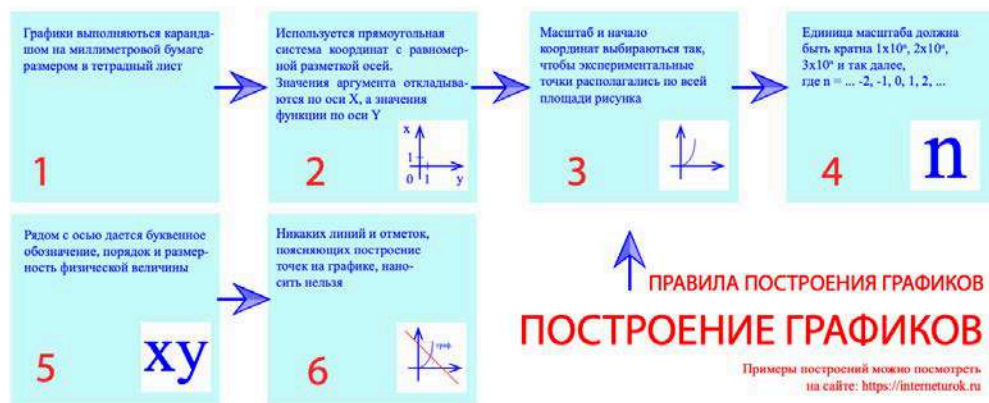 Графики выполняються каранда-
шом на миллиметровой бумаге
размером в тетрадный лист
1
Используется прямоугольная
система координат с равномер-
ной разметкой осей.
Значения аргумента откладыва-
ются по оси X, а значения
функции по оси Y
x
1
0 1 y
2
Масштаб и начало
координат выбираються так,
чтобы экспериментальные
точки располагались по всей
площади рисунка
3
Единица масштаба должна
быть кратна 1x10ⁿ, 2x10ⁿ,
3x10ⁿ и так далее,
где n = ... -2, -1, 0, 1, 2, ...
4
n
Рядом с осью дается буквенное
обозначение, порядок и размер-
ность физической величины
5
xy
Никаких линий и отметок,
поясняющих построение
точек на графике, нано-
сить нельзя
граф.
6
ПРАВИЛА ПОСТРОЕНИЯ ГРАФИКОВ
ПОСТРОЕНИЕ ГРАФИКОВ
Примеры построений можно посмотреть
на сайте: https://interneturok.ru